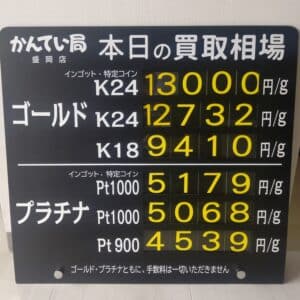 かんてい局
盛岡店
本日の買取相場
インゴット・特定コイン
K24 13000円/g
ゴールド K24 12732円/g
K18 9410円/g
インゴット・特定コイン
Pt1000 5179円/g
プラチナ Pt1000 5068円/g
Pt900 4539円/g
ゴールド・プラチナともに、手数料は一切いただきません